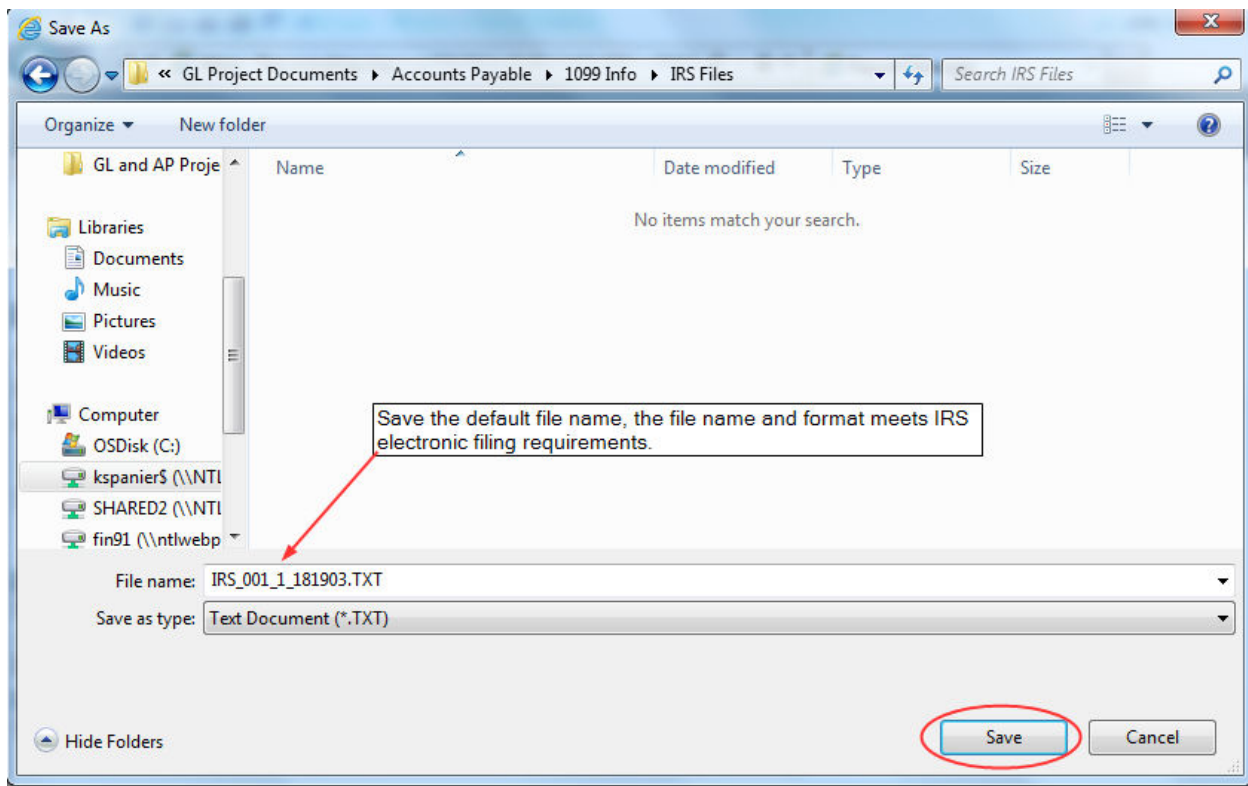 Save As
« GL Project Documents ▸ Accounts Payable ▸ 1099 Info ▸ IRS Files
Search IRS Files
Organize ▾ New folder
GL and AP Proje
Name Date modified Type Size
No items match your search.
Libraries
Documents
Music
Pictures
Videos
Computer
OSDisk (C:)
kspanier$ (\\NTL
SHARED2 (\\NTL
fin91 (\\ntlwebp
Save the default file name, the file name and format meets IRS
electronic filing requirements.
File name: IRS_001_1_181903.TXT
Save as type: Text Document (*.TXT)
Hide Folders
Save Cancel